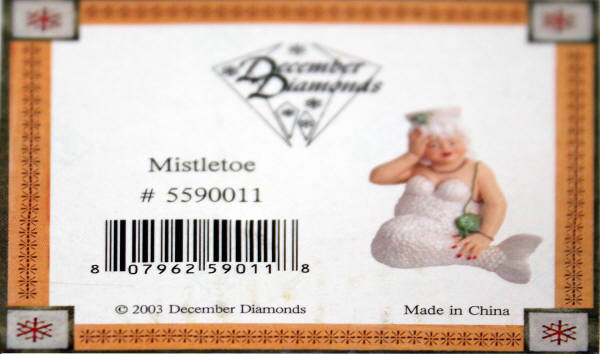 December
Diamonds
Mistletoe
# 5590011
8 07962 59011 8
© 2003 December Diamonds
Made in China